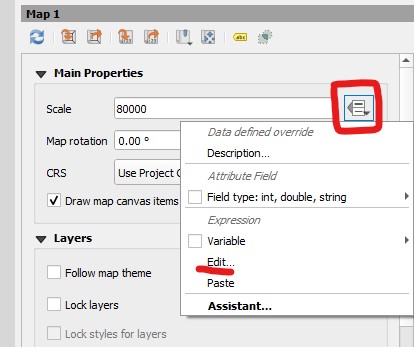 Map 1
abc
Main Properties
Scale 80000
Data defined override
Map rotation 0.00 °
Description...
Attribute Field
CRS Use Project C
Field type: int, double, string
Draw map canvas items
Expression
Variable
Layers
Edit...
Follow map theme
Paste
Lock layers
Assistant...
Lock styles for layers